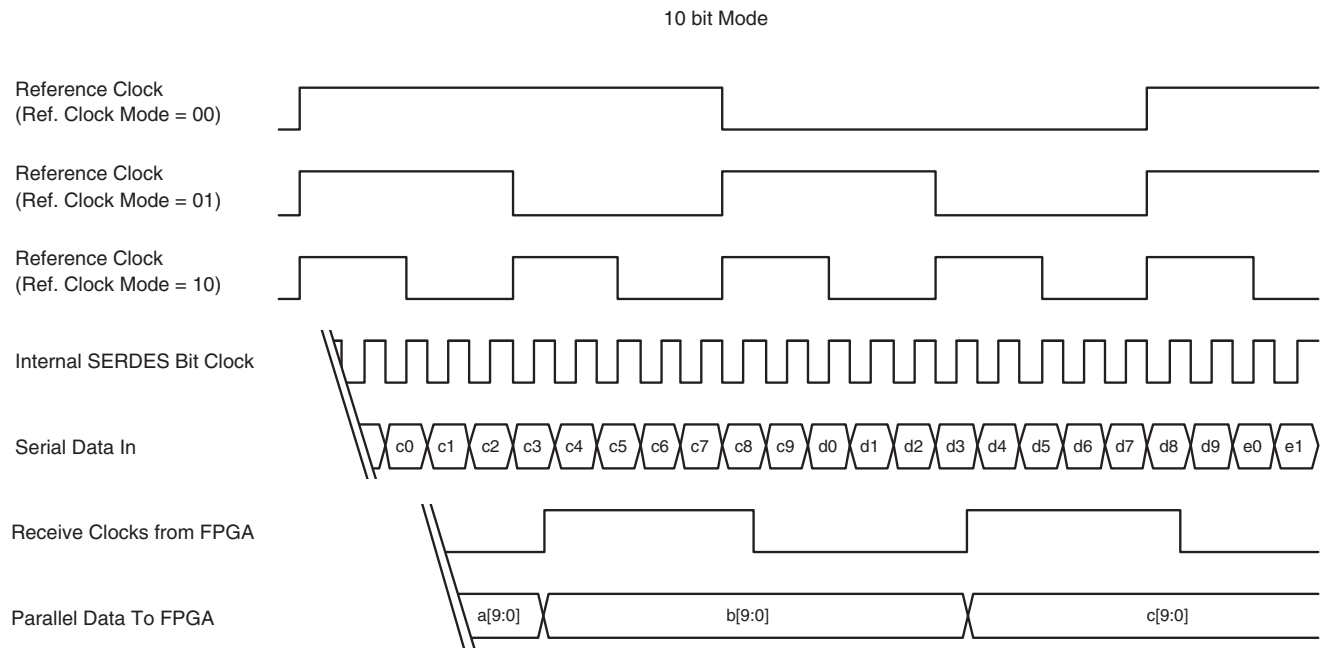 10 bit Mode
Reference Clock
(Ref. Clock Mode = 00)
Reference Clock
(Ref. Clock Mode = 01)
Reference Clock
(Ref. Clock Mode = 10)
Internal SERDES Bit Clock
Serial Data In
c0 c1 c2 c3 c4 c5 c6 c7 c8 c9 d0 d1 d2 d3 d4 d5 d6 d7 d8 d9 e0 e1
Receive Clocks from FPGA
Parallel Data To FPGA
a[9:0] b[9:0] c[9:0]